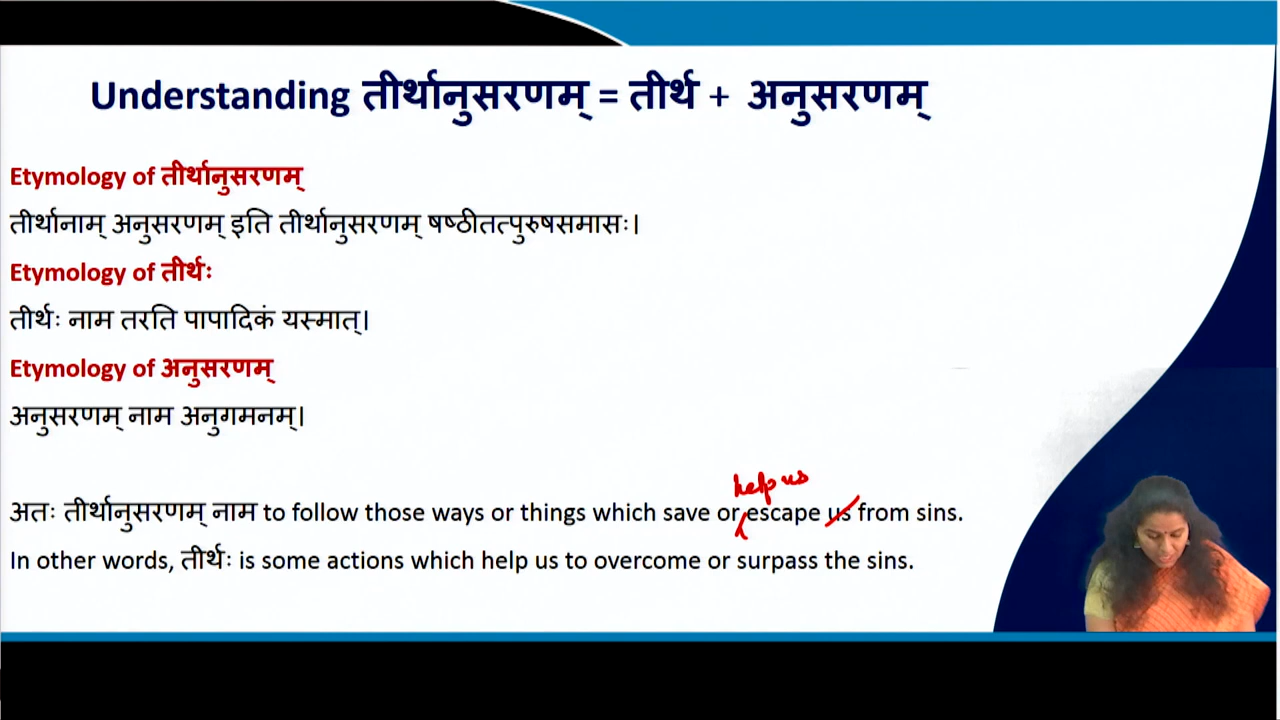 Understanding तीर्थानुसरणम् = तीर्थ + अनुसरणम्
Etymology of तीर्थानुसरणम्
तीर्थानाम् अनुसरणम् इति तीर्थानुसरणम् षष्ठीतत्पुरुषसमासः।
Etymology of तीर्थः
तीर्थः नाम तरति पापादिकं यस्मात्।
Etymology of अनुसरणम्
अनुसरणम् नाम अनुगमनम्।
help us
अतः तीर्थानुसरणम् नाम to follow those ways or things which save or escape us from sins.
In other words, तीर्थः is some actions which help us to overcome or surpass the sins.